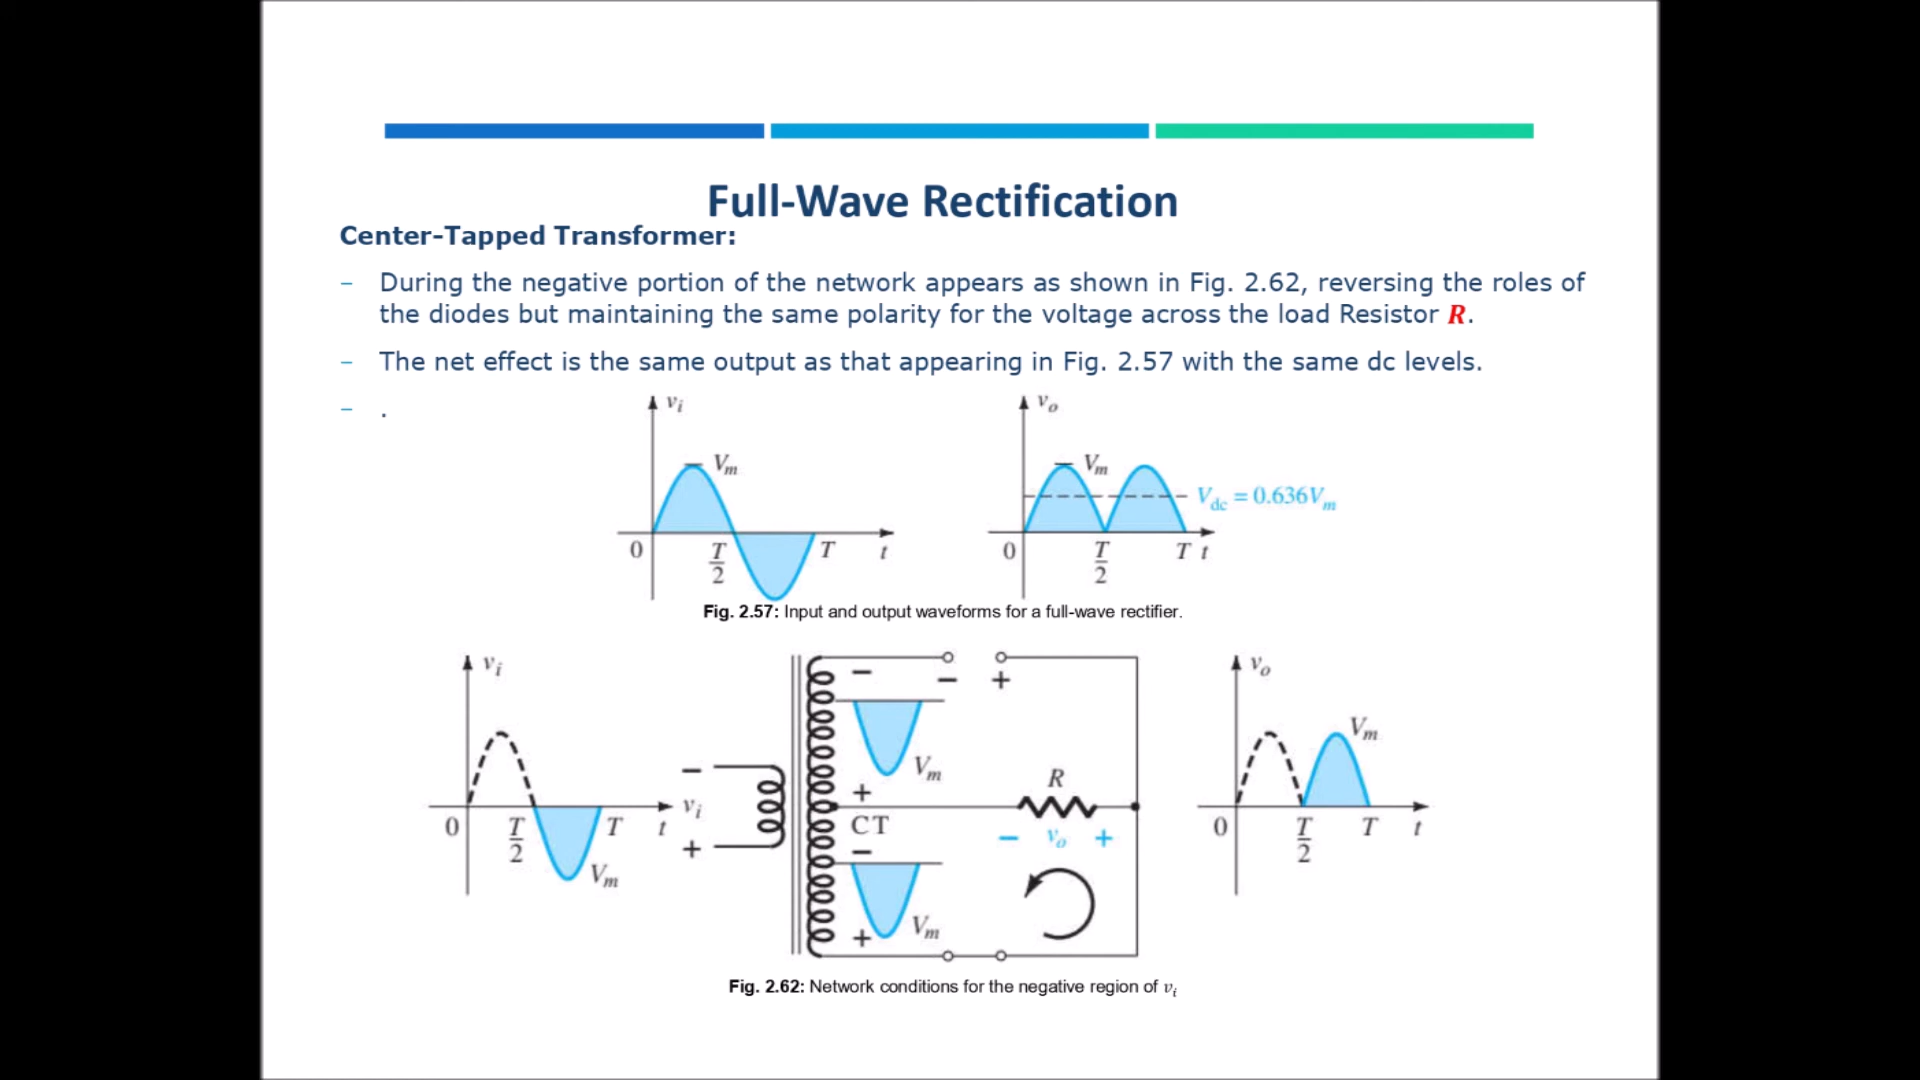 Full-Wave Rectification
Center-Tapped Transformer:
– During the negative portion of the network appears as shown in Fig. 2.62, reversing the roles of
the diodes but maintaining the same polarity for the voltage across the load Resistor R.
– The net effect is the same output as that appearing in Fig. 2.57 with the same dc levels.
– .
vi
Vm
0
T/2
T
t
vo
Vm
Vdc = 0.636Vm
0
T/2
T
t
Fig. 2.57: Input and output waveforms for a full-wave rectifier.
vi
0
T/2
T
t
Vm
−
vi
+
−
− +
Vm
+
CT
R
− vo +
−
Vm
+
vo
Vm
0
T/2
T
t
Fig. 2.62: Network conditions for the negative region of vi